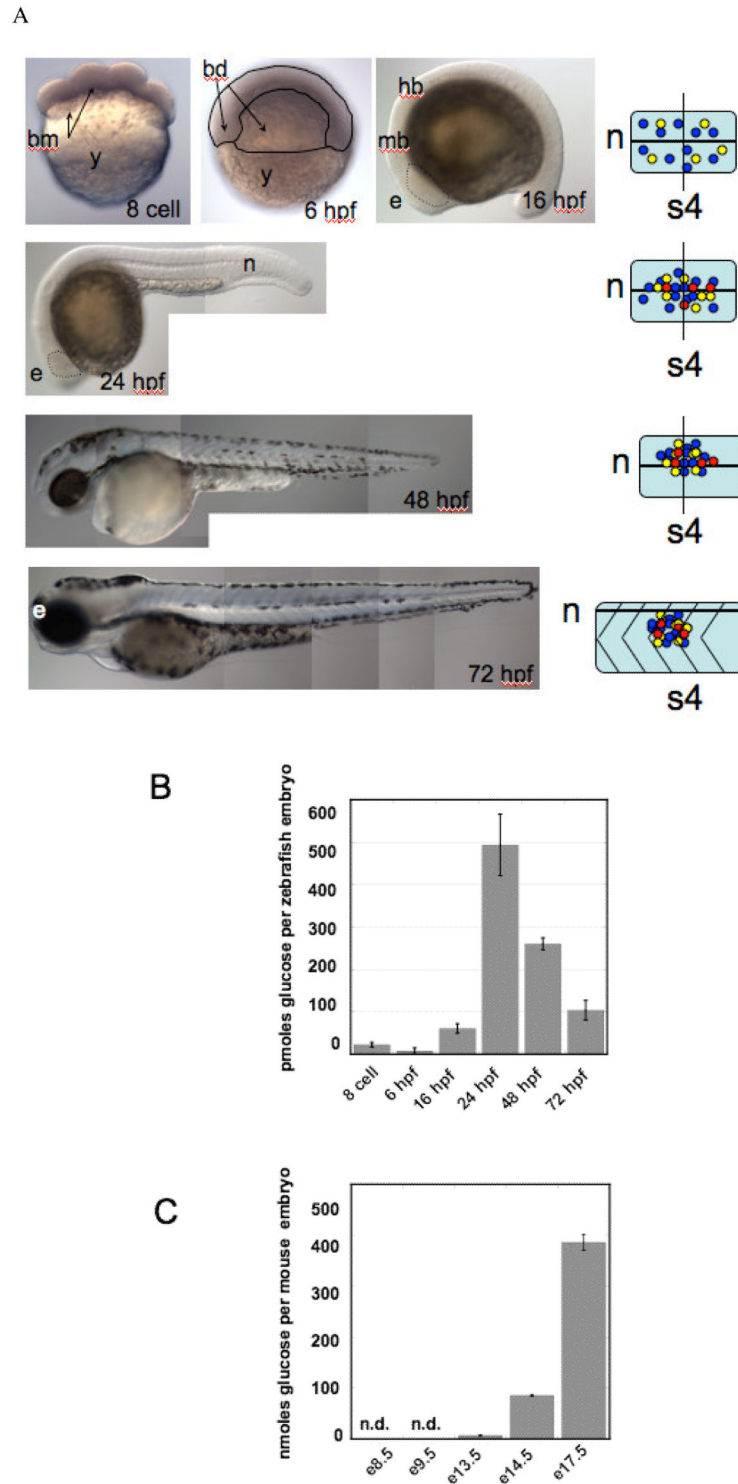 A
bm
y
8 cell
bd
y
6 hpf
hb
mb
e
16 hpf
n
s4
n
e
24 hpf
n
s4
48 hpf
n
s4
e
72 hpf
n
s4
B
pmoles glucose per zebrafish embryo
600
500
400
300
200
100
0
8 cell
6 hpf
16 hpf
24 hpf
48 hpf
72 hpf
C
nmoles glucose per mouse embryo
500
400
300
200
100
0
n.d.
n.d.
e8.5
e9.5
e13.5
e14.5
e17.5